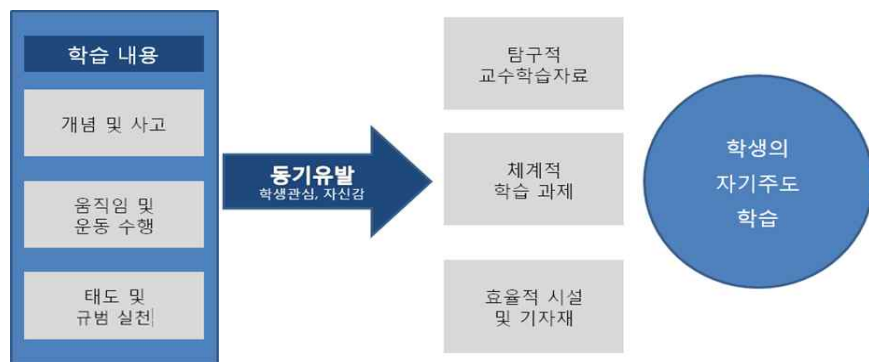 학습 내용
개념 및 사고
움직임 및
운동 수행
태도 및
규범 실천
동기유발
학생관심, 자신감
탐구적
교수학습자료
체계적
학습 과제
효율적 시설
및 기자재
학생의
자기주도
학습